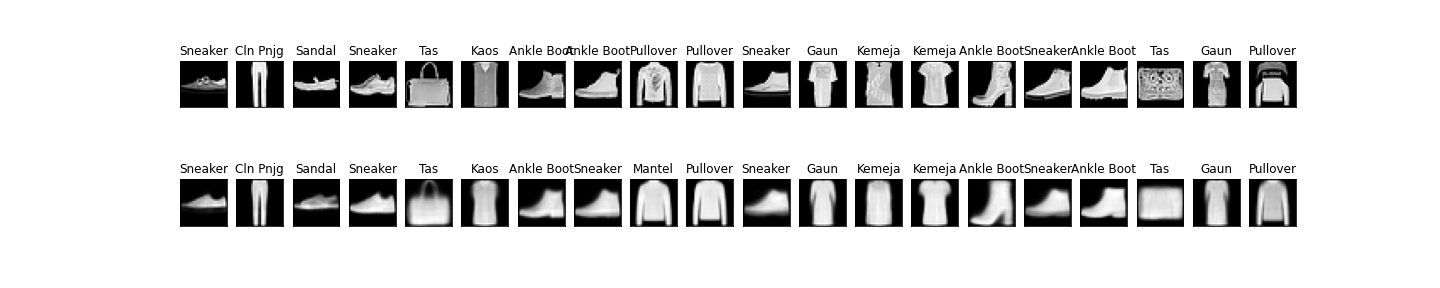 Sneaker Cln Pnjg Sandal Sneaker Tas Kaos Ankle Boot Ankle Boot Pullover Pullover Sneaker Gaun Kemeja Kemeja Ankle Boot Sneaker Ankle Boot Tas Gaun Pullover
Sneaker Cln Pnjg Sandal Sneaker Tas Kaos Ankle Boot Sneaker Mantel Pullover Sneaker Gaun Kemeja Kemeja Ankle Boot Sneaker Ankle Boot Tas Gaun Pullover